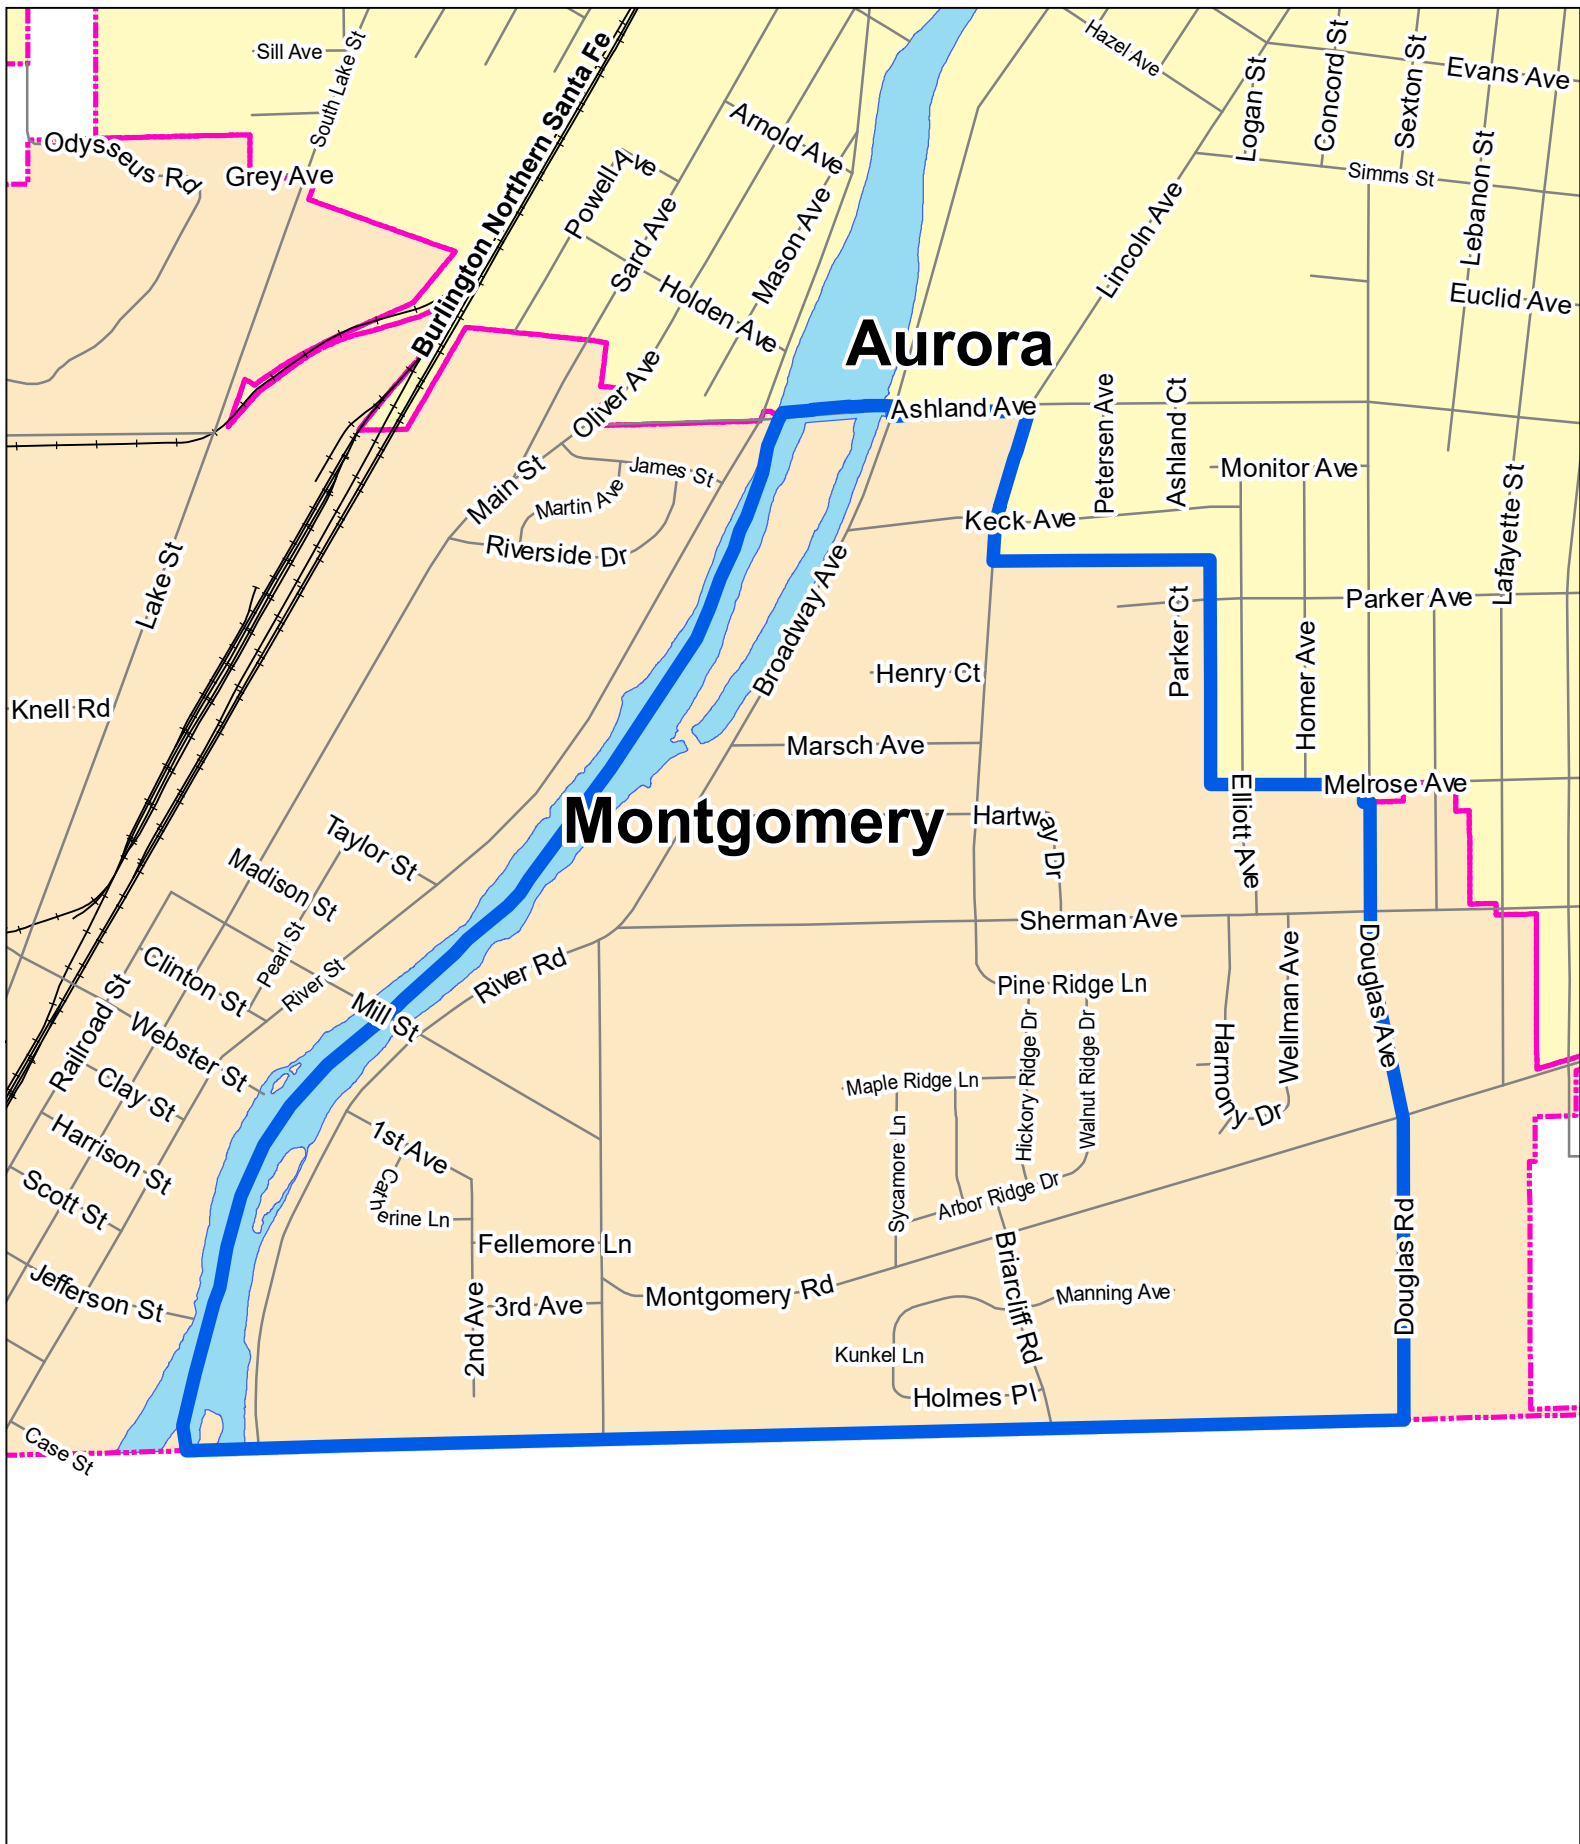 Sill Ave
South Lake St
Burlington Northern Santa Fe
Hazel Ave
Logan St
Concord St
Sexton St
Evans Ave
Odysseus Rd
Grey Ave
Powell Ave
Arnold Ave
Sard Ave
Mason Ave
Holden Ave
Lincoln Ave
Simms St
Lebanon St
Euclid Ave
Aurora
Oliver Ave
Ashland Ave
Petersen Ave
Ashland Ct
Monitor Ave
Main St
James St
Martin Ave
Riverside Dr
Keck Ave
Lafayette St
Lake St
Broadway Ave
Parker Ct
Parker Ave
Homer Ave
Henry Ct
Knell Rd
Marsch Ave
Melrose Ave
Elliott Ave
Montgomery
Hartway Dr
Taylor St
Madison St
Sherman Ave
Pearl St
Clinton St
River St
River Rd
Mill St
Pine Ridge Ln
Douglas Ave
Wellman Ave
Railroad St
Webster St
Hickory Ridge Dr
Walnut Ridge Dr
Harmony Dr
Maple Ridge Ln
Clay St
Harrison St
1st Ave
Sycamore Ln
Scott St
Catherine Ln
Arbor Ridge Dr
Fellemore Ln
Briarcliff Rd
Douglas Rd
Jefferson St
Montgomery Rd
2nd Ave
3rd Ave
Manning Ave
Kunkel Ln
Holmes Pl
Case St